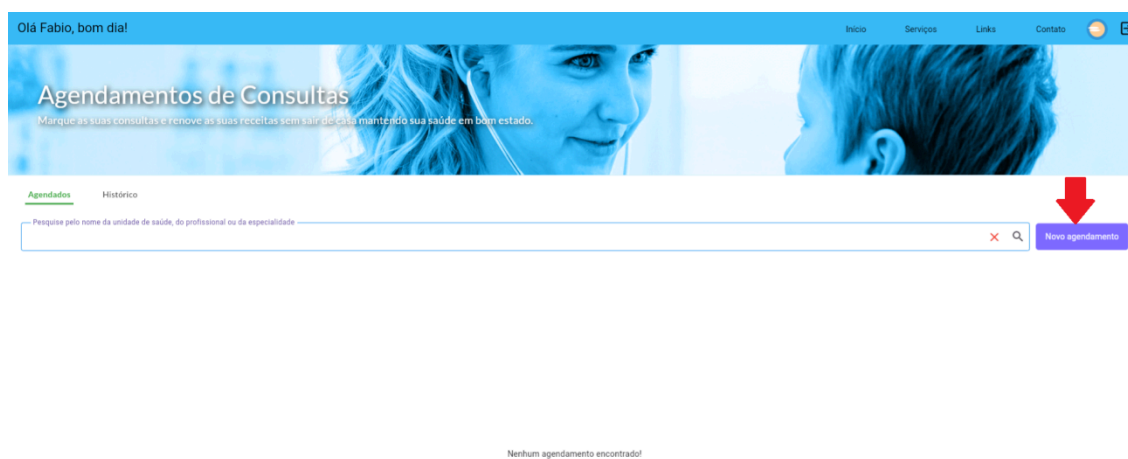 Olá Fabio, bom dia!
Início Serviços Links Contato
Agendamentos de Consultas
Marque as suas consultas e renove as suas receitas sem sair de casa mantendo sua saúde em bom estado.
Agendados Histórico
Pesquise pelo nome da unidade de saúde, do profissional ou da especialidade
Novo agendamento
Nenhum agendamento encontrado!